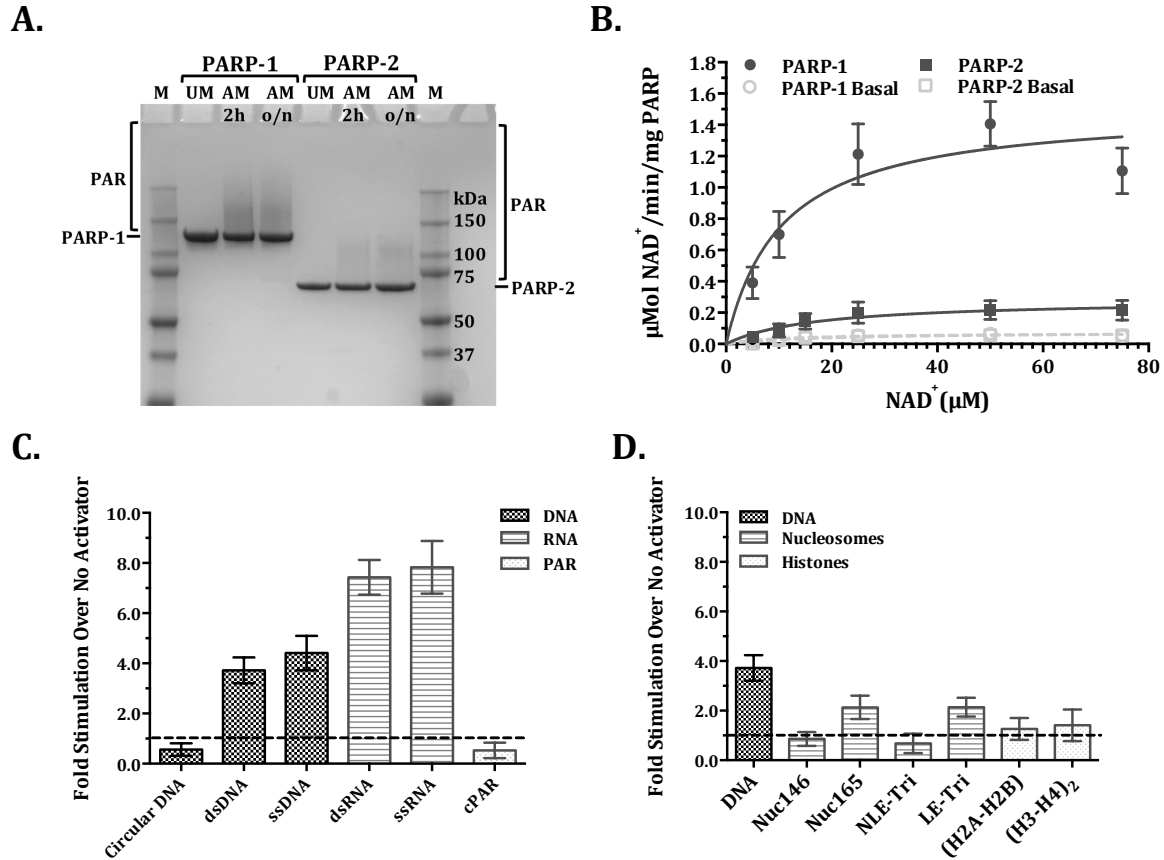 A.
PARP-1 PARP-2
M UM AM AM UM AM AM M
2h o/n 2h o/n
PAR
PARP-1
kDa
150
100
75
50
37
PAR
PARP-2
B.
PARP-1 PARP-2
PARP-1 Basal PARP-2 Basal
µMol NAD⁺/min/mg PARP
1.8
1.6
1.4
1.2
1.0
0.8
0.6
0.4
0.2
0.0
0 20 40 60 80
NAD⁺(µM)
C.
Fold Stimulation Over No Activator
10.0
8.0
6.0
4.0
2.0
0.0
DNA
RNA
PAR
Circular DNA dsDNA ssDNA dsRNA ssRNA cPAR
D.
Fold Stimulation Over No Activator
10.0
8.0
6.0
4.0
2.0
0.0
DNA
Nucleosomes
Histones
DNA Nuc146 Nuc165 NLE-Tri LE-Tri (H2A-H2B) (H3-H4)₂